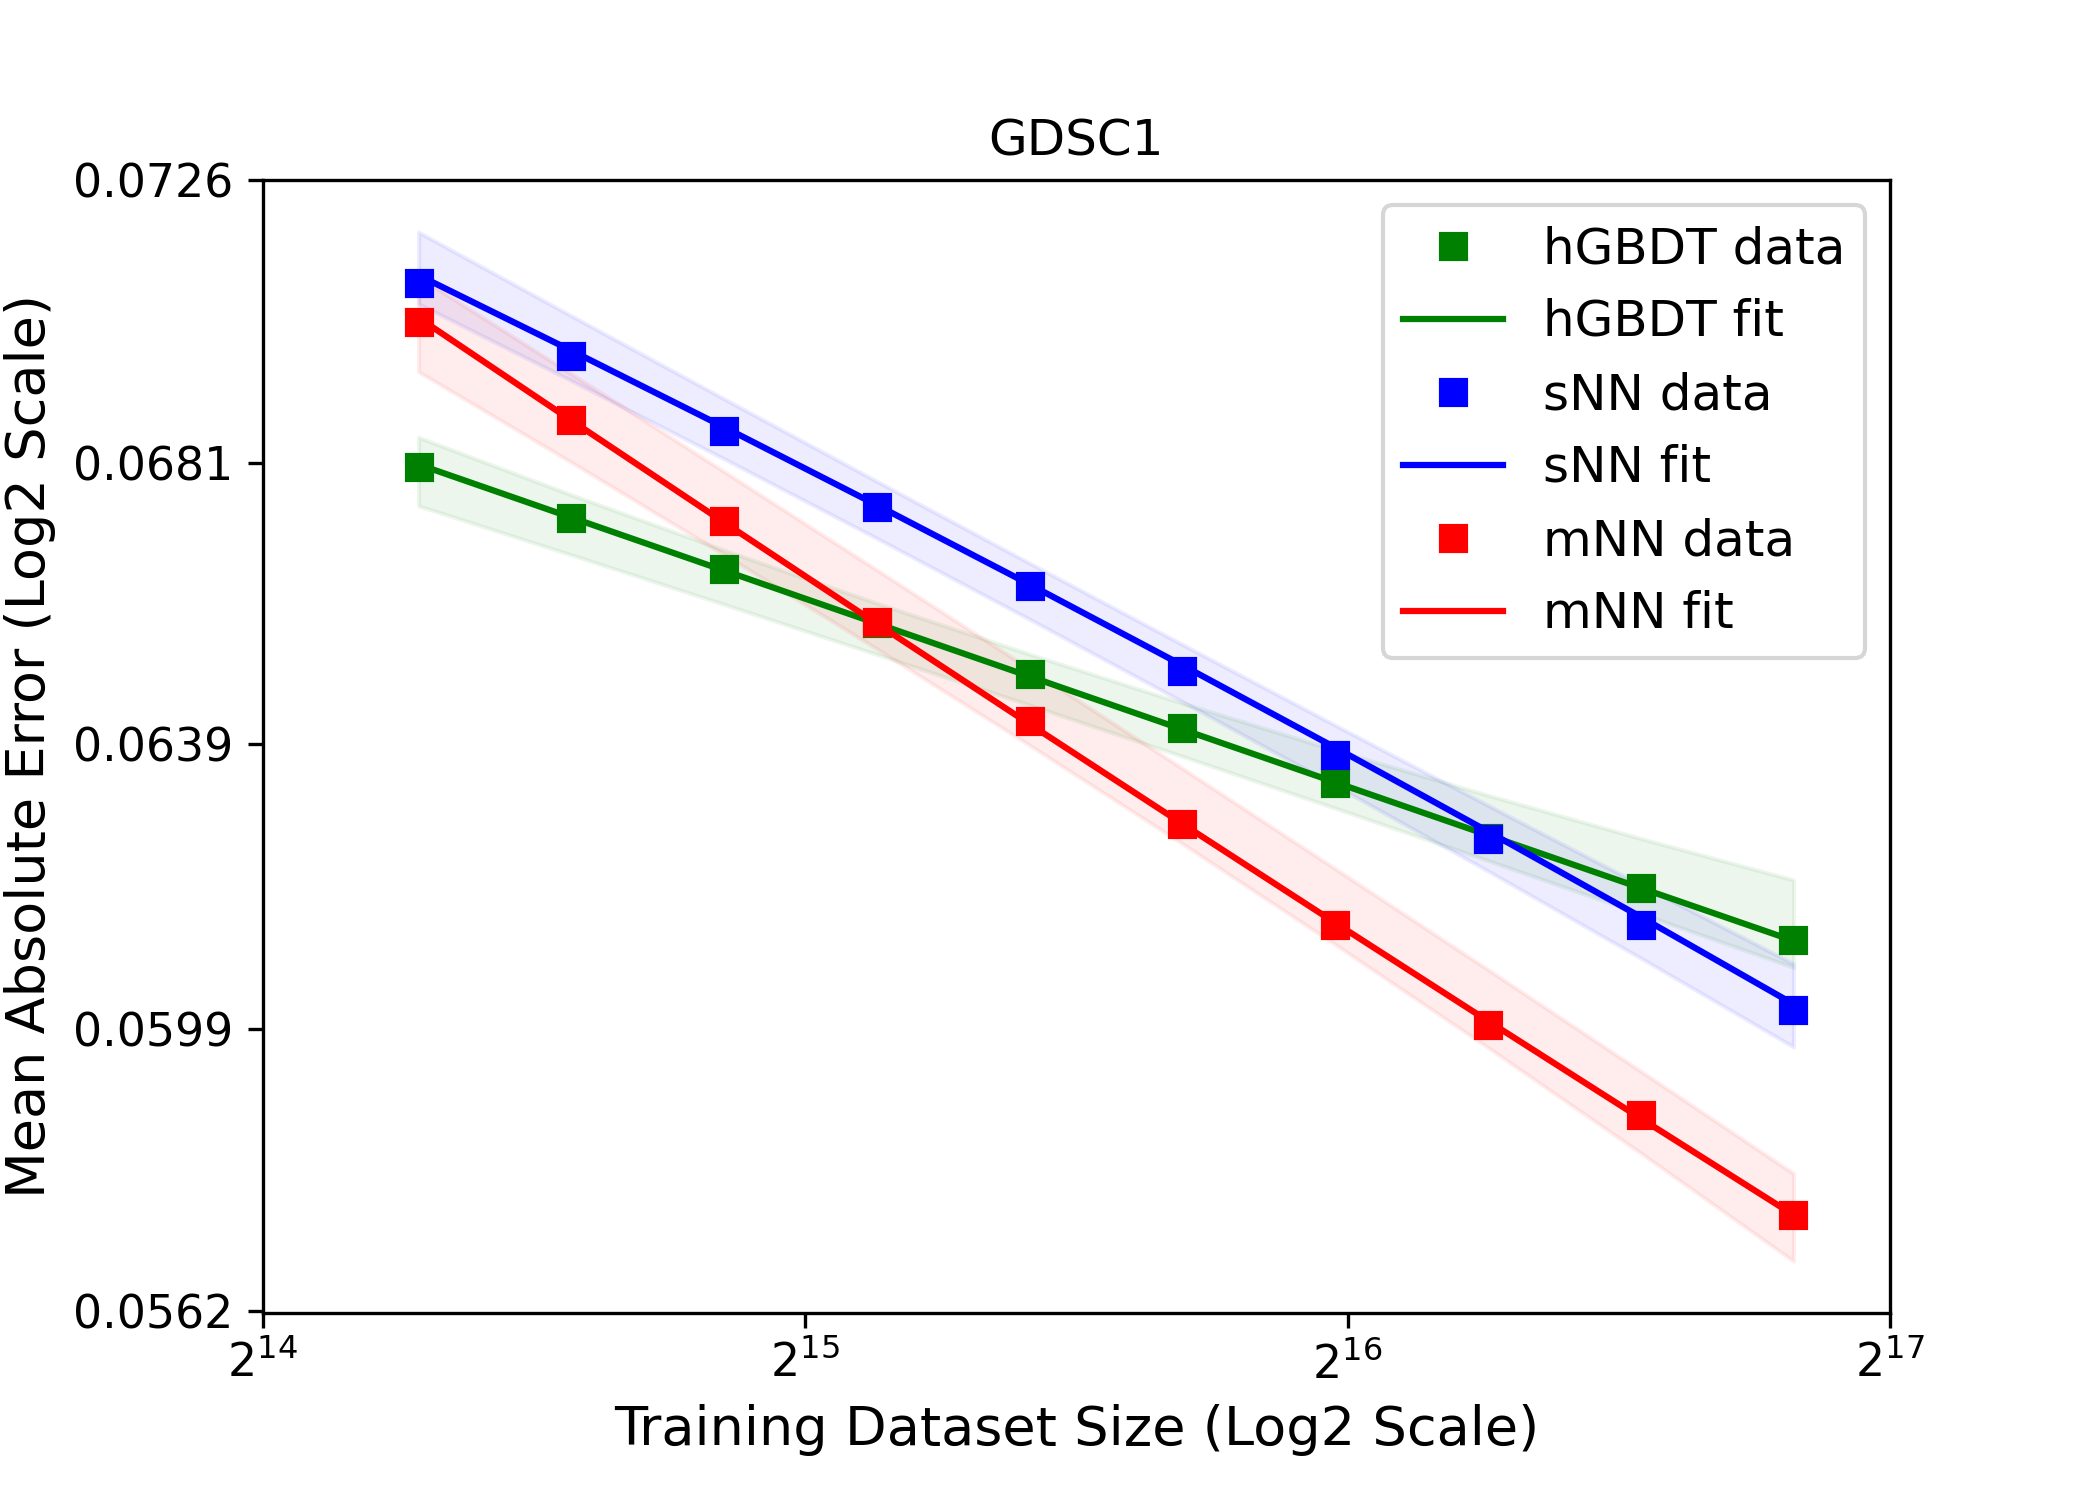 GDSC1
0.0726
0.0681
0.0639
0.0599
0.0562
Mean Absolute Error (Log2 Scale)
hGBDT data
hGBDT fit
sNN data
sNN fit
mNN data
mNN fit
2^14 2^15 2^16 2^17
Training Dataset Size (Log2 Scale)